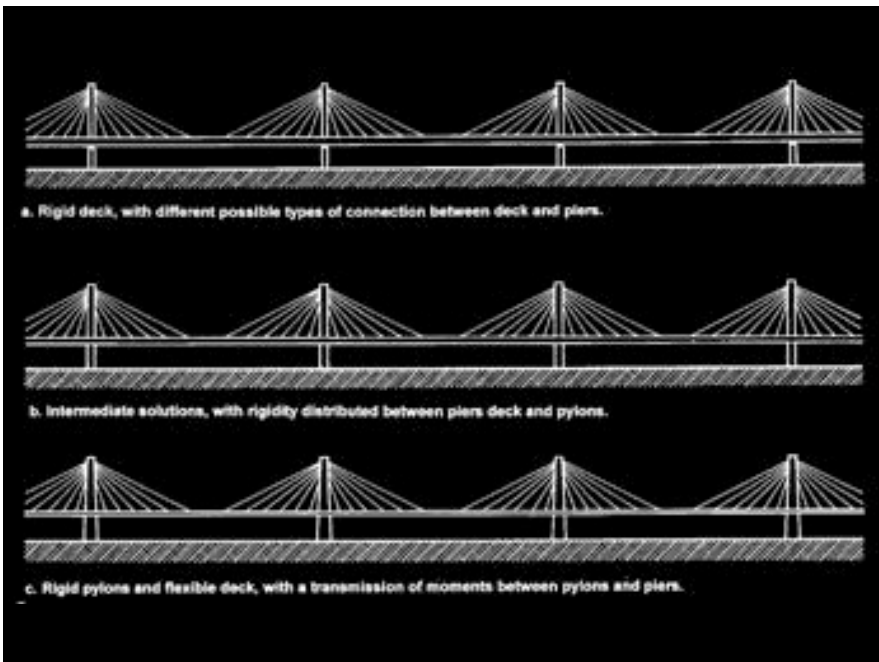 a. Rigid deck, with different possible types of connection between deck and piers.
b. Intermediate solutions, with rigidity distributed between piers deck and pylons.
c. Rigid pylons and flexible deck, with a transmission of moments between pylons and piers.